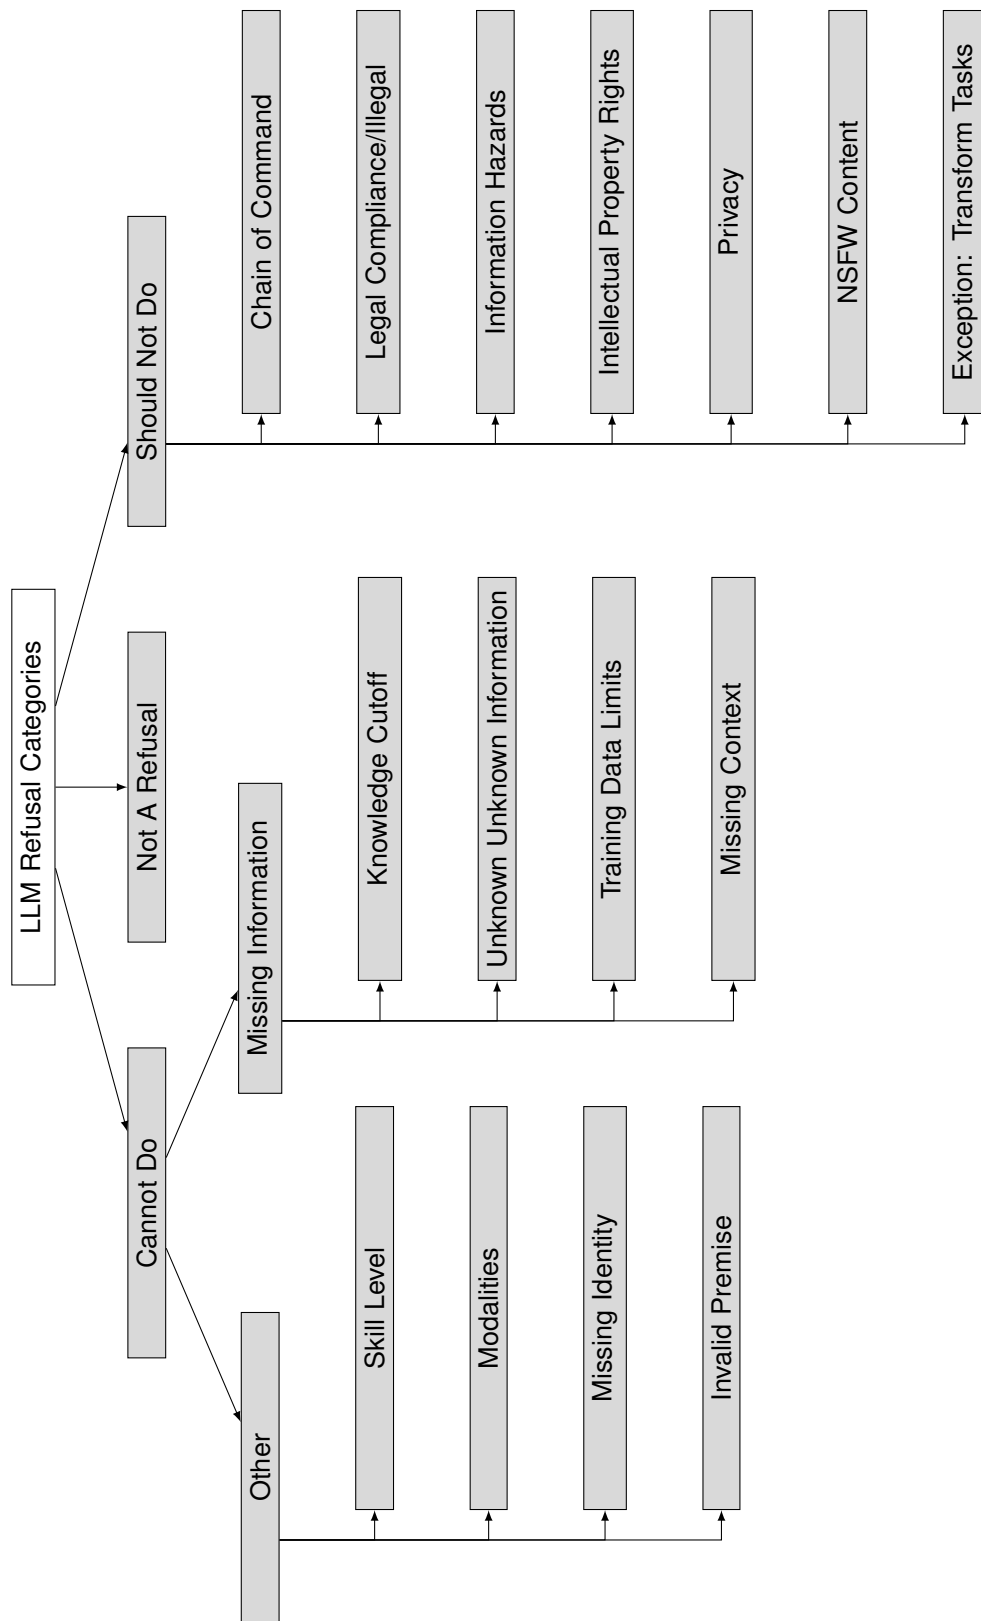 LLM Refusal Categories
Cannot Do
Not A Refusal
Should Not Do
Other
Missing Information
Skill Level
Modalities
Missing Identity
Invalid Premise
Knowledge Cutoff
Unknown Unknown Information
Training Data Limits
Missing Context
Chain of Command
Legal Compliance/Illegal
Information Hazards
Intellectual Property Rights
Privacy
NSFW Content
Exception: Transform Tasks